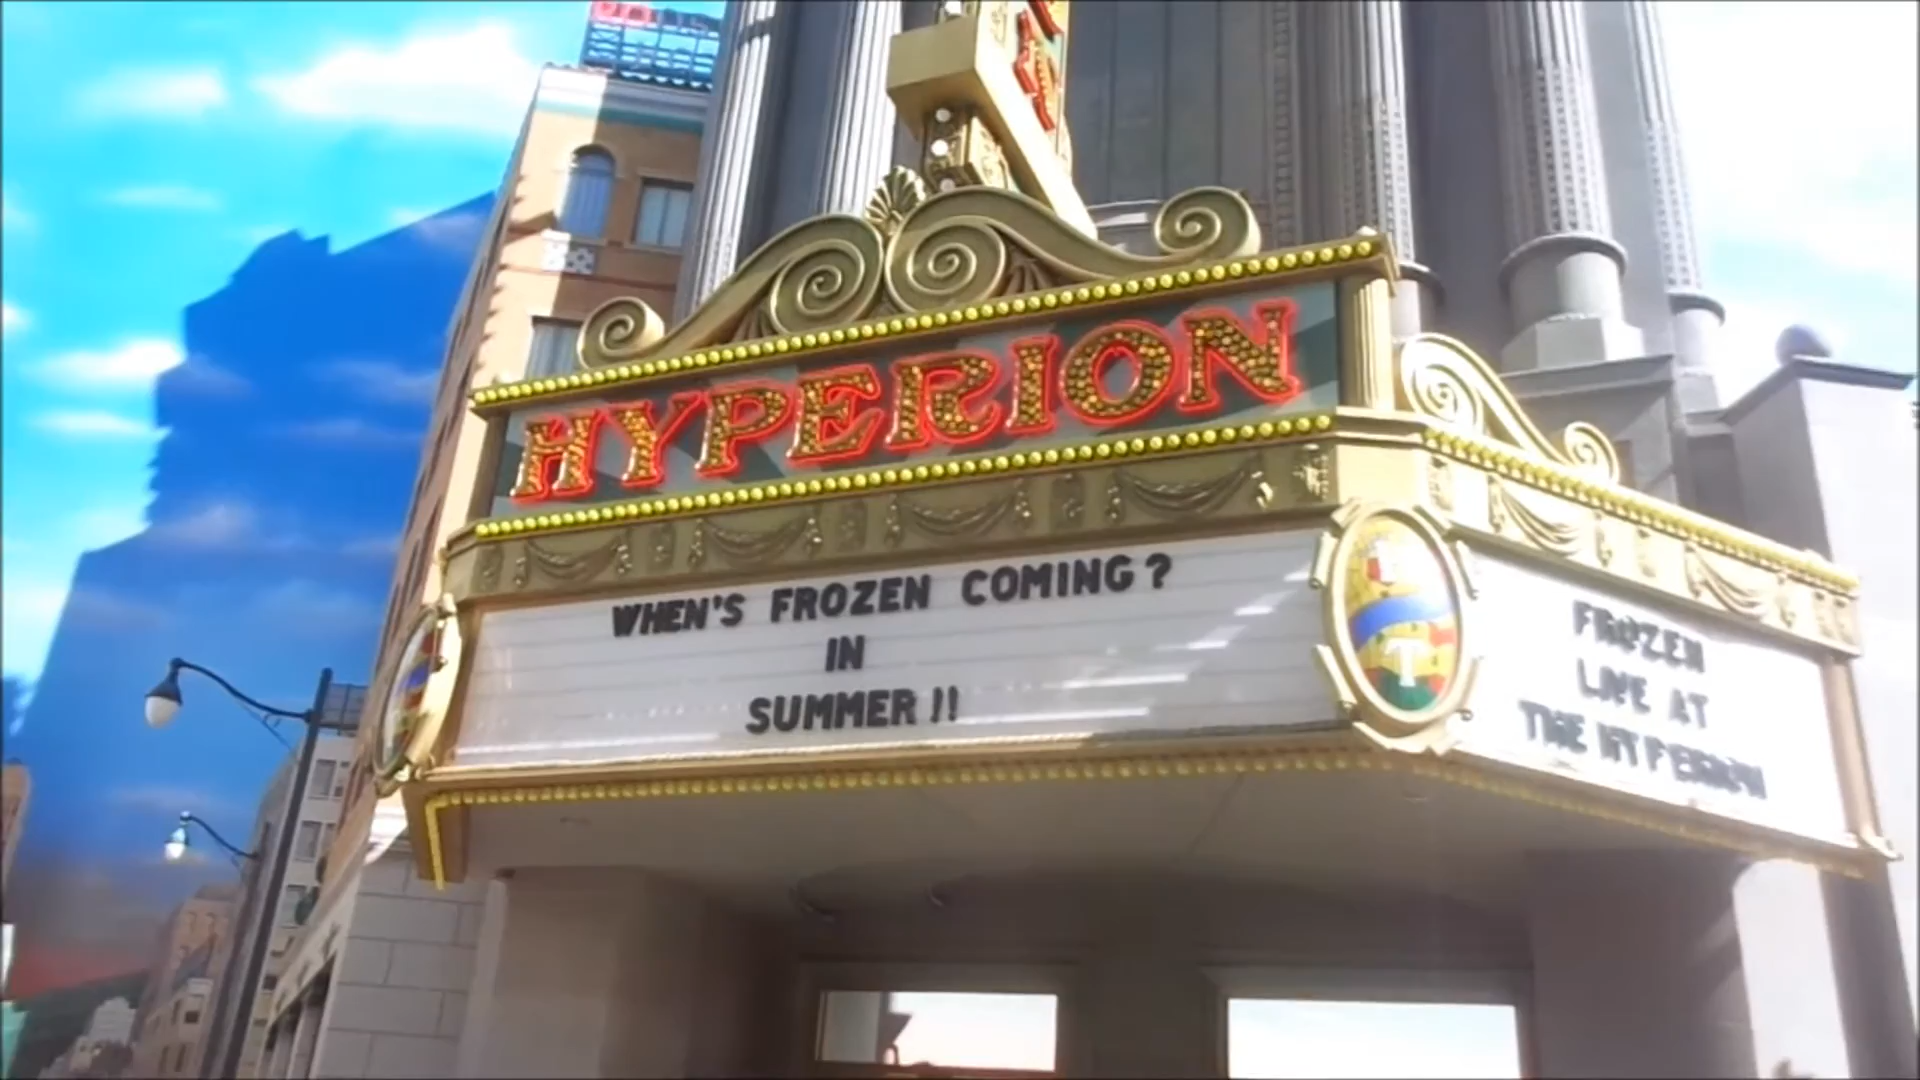 HYPERION
WHEN'S FROZEN COMING?
IN
SUMMER!!
FROZEN
LIVE AT
THE HYPERION